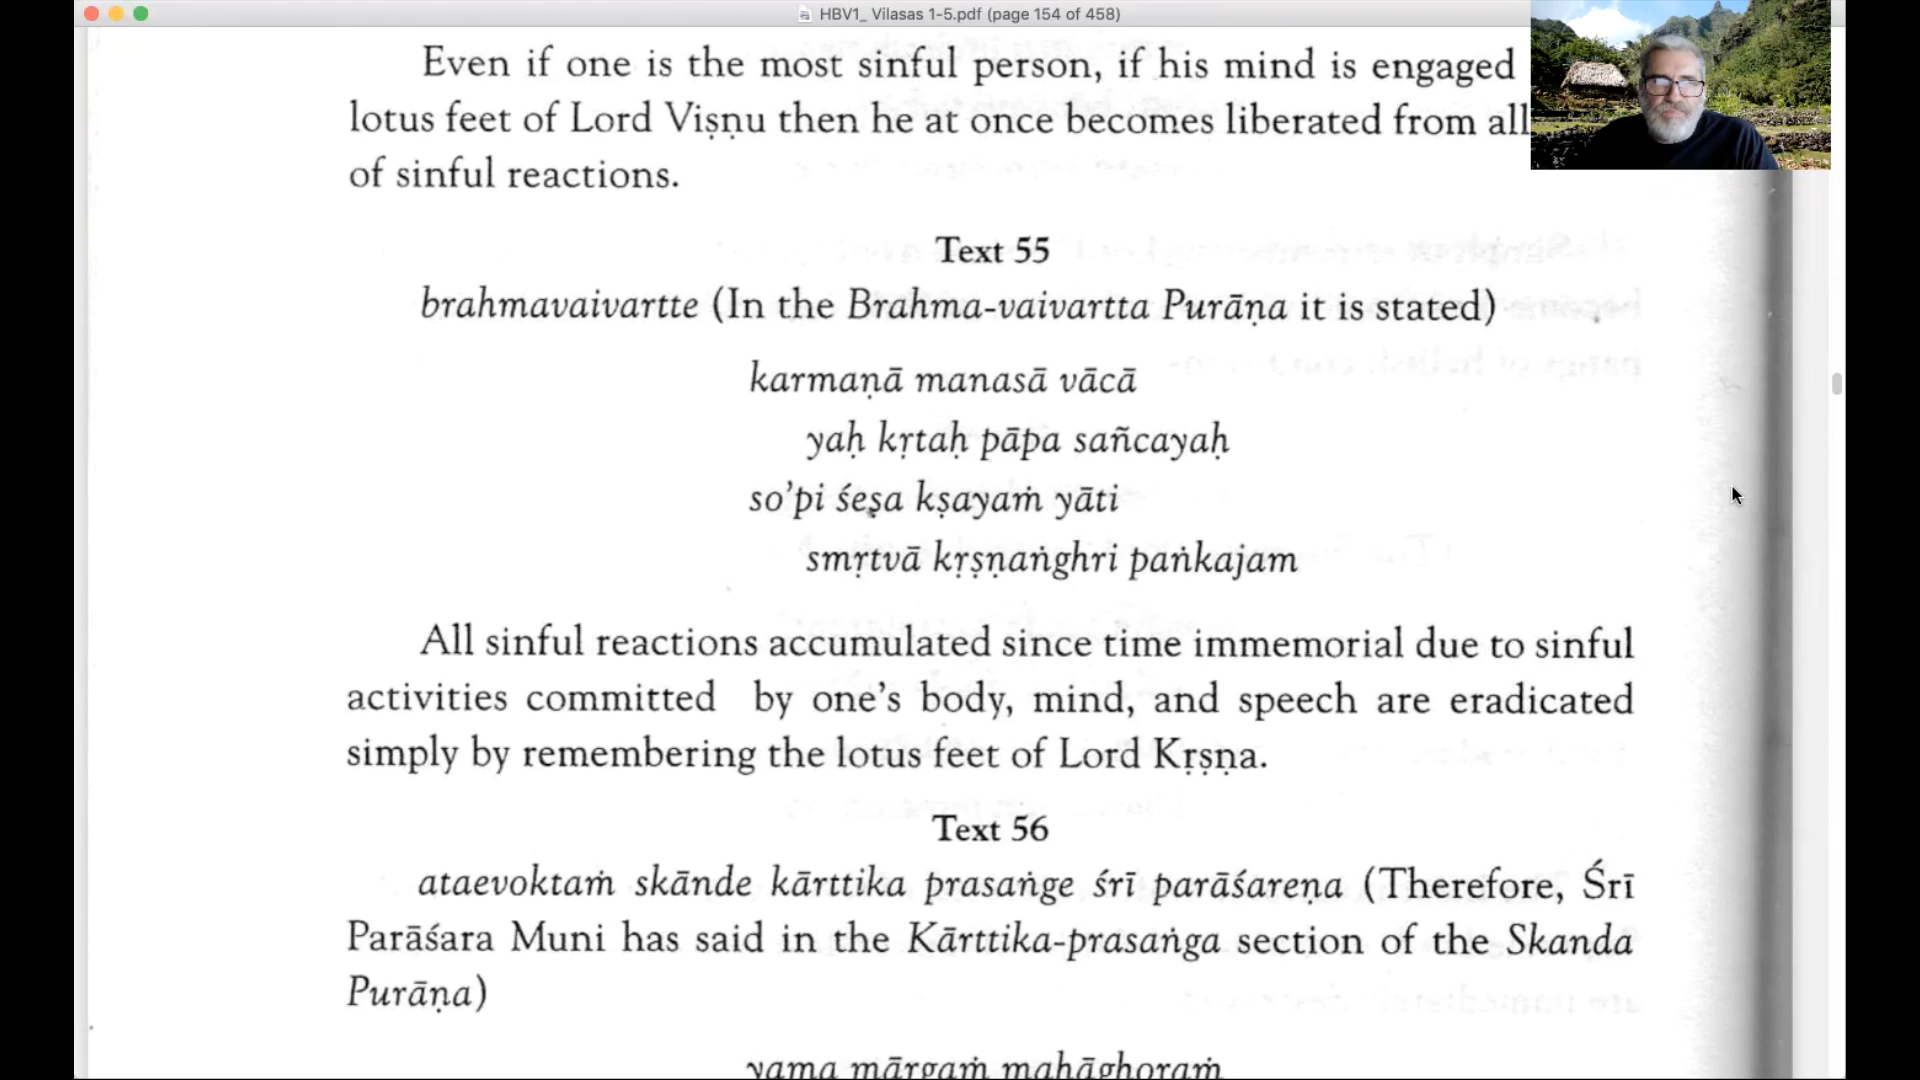 HBV1_ Vilasas 1-5.pdf (page 154 of 458)
Even if one is the most sinful person, if his mind is engaged
lotus feet of Lord Viṣṇu then he at once becomes liberated from all
of sinful reactions.
Text 55
brahmavaivartte (In the Brahma-vaivartta Purāṇa it is stated)
karmaṇā manasā vācā
yaḥ kṛtaḥ pāpa sañcayaḥ
so'pi śeṣa kṣayaṁ yāti
smṛtvā kṛṣṇaṅghri paṅkajam
All sinful reactions accumulated since time immemorial due to sinful
activities committed by one's body, mind, and speech are eradicated
simply by remembering the lotus feet of Lord Kṛṣṇa.
Text 56
ataevoktaṁ skānde kārttika prasaṅge śrī parāśareṇa (Therefore, Śrī
Parāśara Muni has said in the Kārttika-prasaṅga section of the Skanda
Purāṇa)
yama mārgaṁ mahāghoraṁ